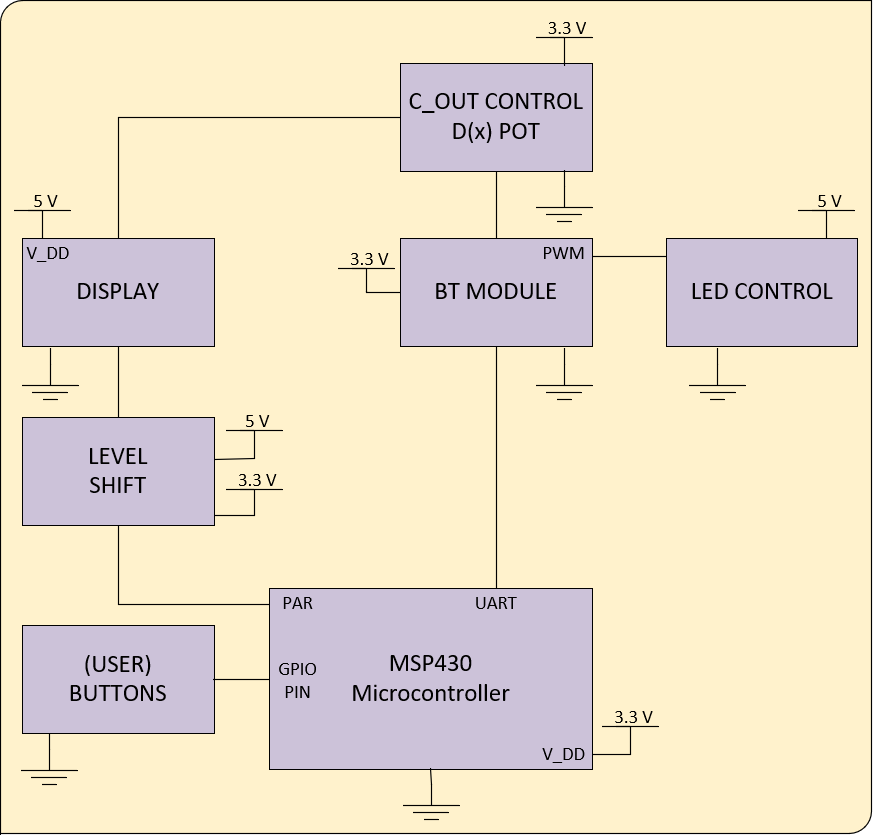 3.3 V
C_OUT CONTROL
D(x) POT
5 V
V_DD
DISPLAY
3.3 V
PWM
BT MODULE
5 V
LED CONTROL
LEVEL
SHIFT
5 V
3.3 V
PAR
UART
(USER)
BUTTONS
GPIO
PIN
MSP430
Microcontroller
3.3 V
V_DD